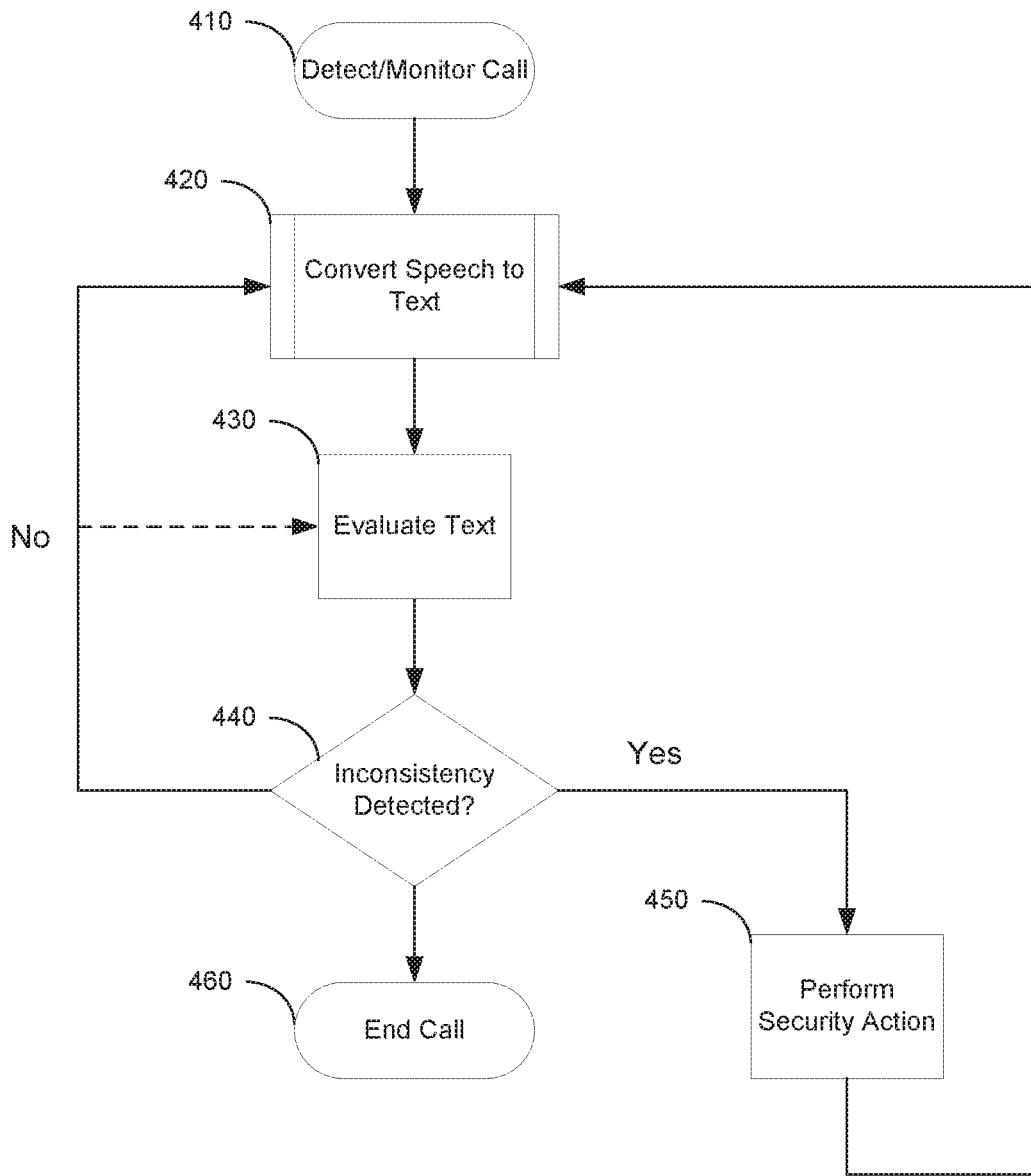 410
Detect/Monitor Call
420
Convert Speech to
Text
430
Evaluate Text
No
440
Inconsistency
Detected?
Yes
450
Perform
Security Action
460
End Call